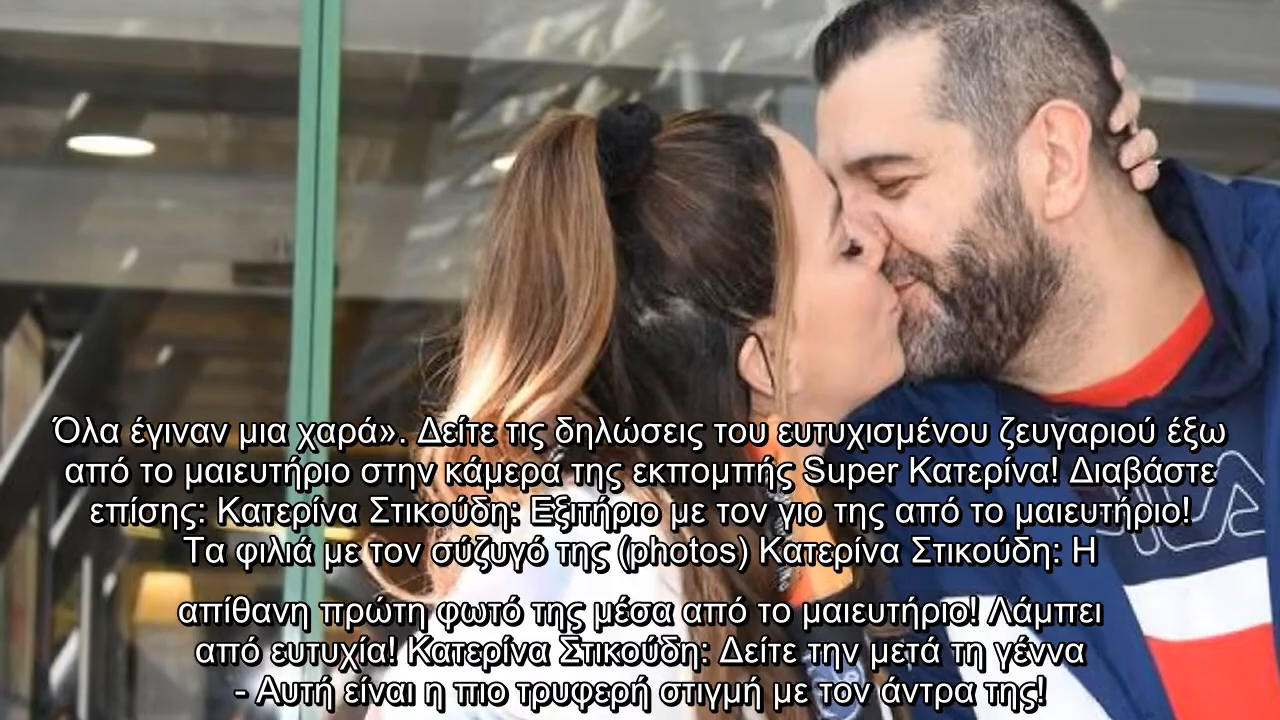 Όλα έγιναν μια χαρά». Δείτε τις δηλώσεις του ευτυχισμένου ζευγαριού έξω
από το μαιευτήριο στην κάμερα της εκπομπής Super Κατερίνα! Διαβάστε
επίσης: Κατερίνα Στικούδη: Εξιτήριο με τον γιο της από το μαιευτήριο!
Τα φιλιά με τον σύζυγό της (photos) Κατερίνα Στικούδη: Η
απίθανη πρώτη φωτό της μέσα από το μαιευτήριο! Λάμπει
από ευτυχία! Κατερίνα Στικούδη: Δείτε την μετά τη γέννα
- Αυτή είναι η πιο τρυφερή στιγμή με τον άντρα της!